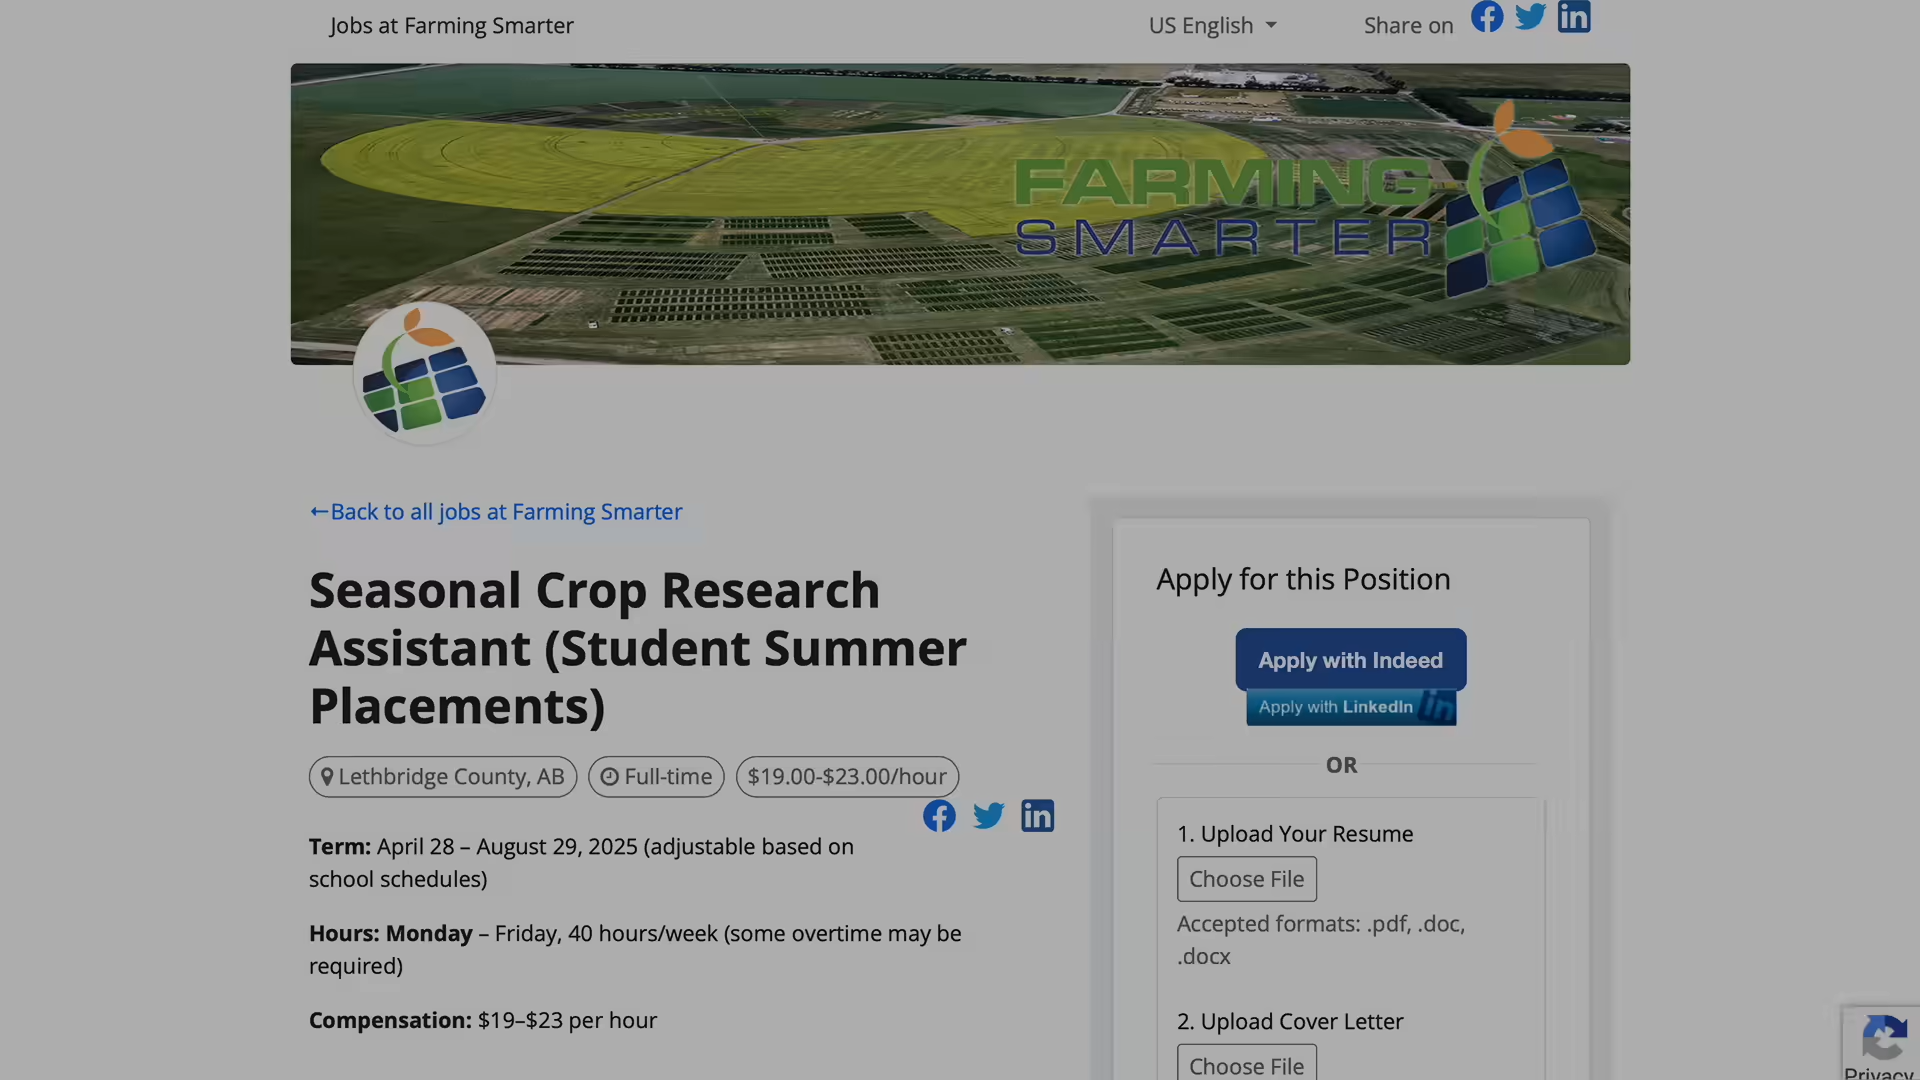 Jobs at Farming Smarter
US English
Share on
FARMING
SMARTER
←Back to all jobs at Farming Smarter
Seasonal Crop Research
Assistant (Student Summer
Placements)
Lethbridge County, AB
Full-time
$19.00-$23.00/hour
Term: April 28 – August 29, 2025 (adjustable based on
school schedules)
Hours: Monday – Friday, 40 hours/week (some overtime may be
required)
Compensation: $19–$23 per hour
Apply for this Position
Apply with Indeed
Apply with LinkedIn in
OR
1. Upload Your Resume
Choose File
Accepted formats: .pdf, .doc,
.docx
2. Upload Cover Letter
Choose File
Privacy